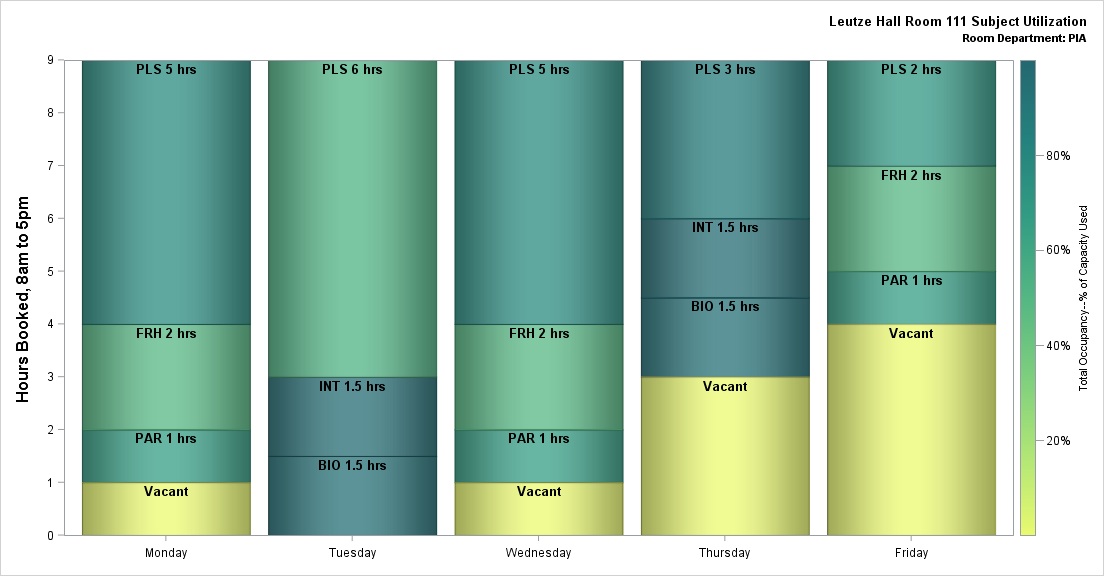 Leutze Hall Room 111 Subject Utilization
Room Department: PIA
Hours Booked, 8am to 5pm
9
8
7
6
5
4
3
2
1
0
PLS 5 hrs
FRH 2 hrs
PAR 1 hrs
Vacant
PLS 6 hrs
INT 1.5 hrs
BIO 1.5 hrs
PLS 5 hrs
FRH 2 hrs
PAR 1 hrs
Vacant
PLS 3 hrs
INT 1.5 hrs
BIO 1.5 hrs
Vacant
PLS 2 hrs
FRH 2 hrs
PAR 1 hrs
Vacant
Monday
Tuesday
Wednesday
Thursday
Friday
80%
60%
40%
20%
Total Occupancy--% of Capacity Used